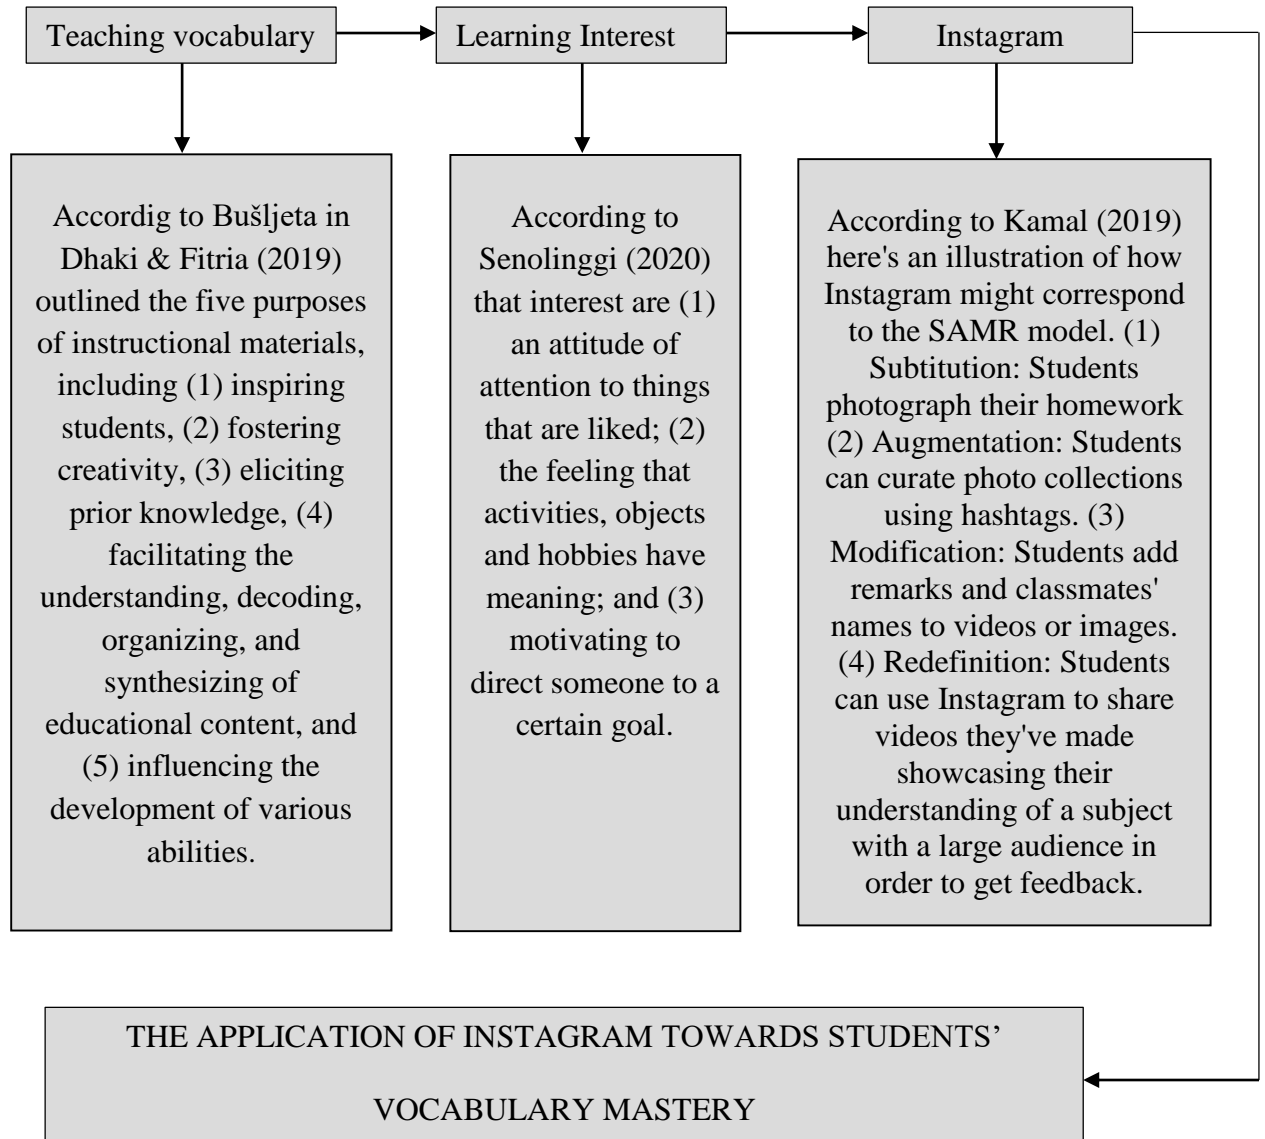 Teaching vocabulary
Learning Interest
Instagram
Accordig to Bušljeta in
Dhaki & Fitria (2019)
outlined the five purposes
of instructional materials,
including (1) inspiring
students, (2) fostering
creativity, (3) eliciting
prior knowledge, (4)
facilitating the
understanding, decoding,
organizing, and
synthesizing of
educational content, and
(5) influencing the
development of various
abilities.
According to
Senolinggi (2020)
that interest are (1)
an attitude of
attention to things
that are liked; (2)
the feeling that
activities, objects
and hobbies have
meaning; and (3)
motivating to
direct someone to a
certain goal.
According to Kamal (2019)
here's an illustration of how
Instagram might correspond
to the SAMR model. (1)
Subtitution: Students
photograph their homework
(2) Augmentation: Students
can curate photo collections
using hashtags. (3)
Modification: Students add
remarks and classmates'
names to videos or images.
(4) Redefinition: Students
can use Instagram to share
videos they've made
showcasing their
understanding of a subject
with a large audience in
order to get feedback.
THE APPLICATION OF INSTAGRAM TOWARDS STUDENTS’
VOCABULARY MASTERY